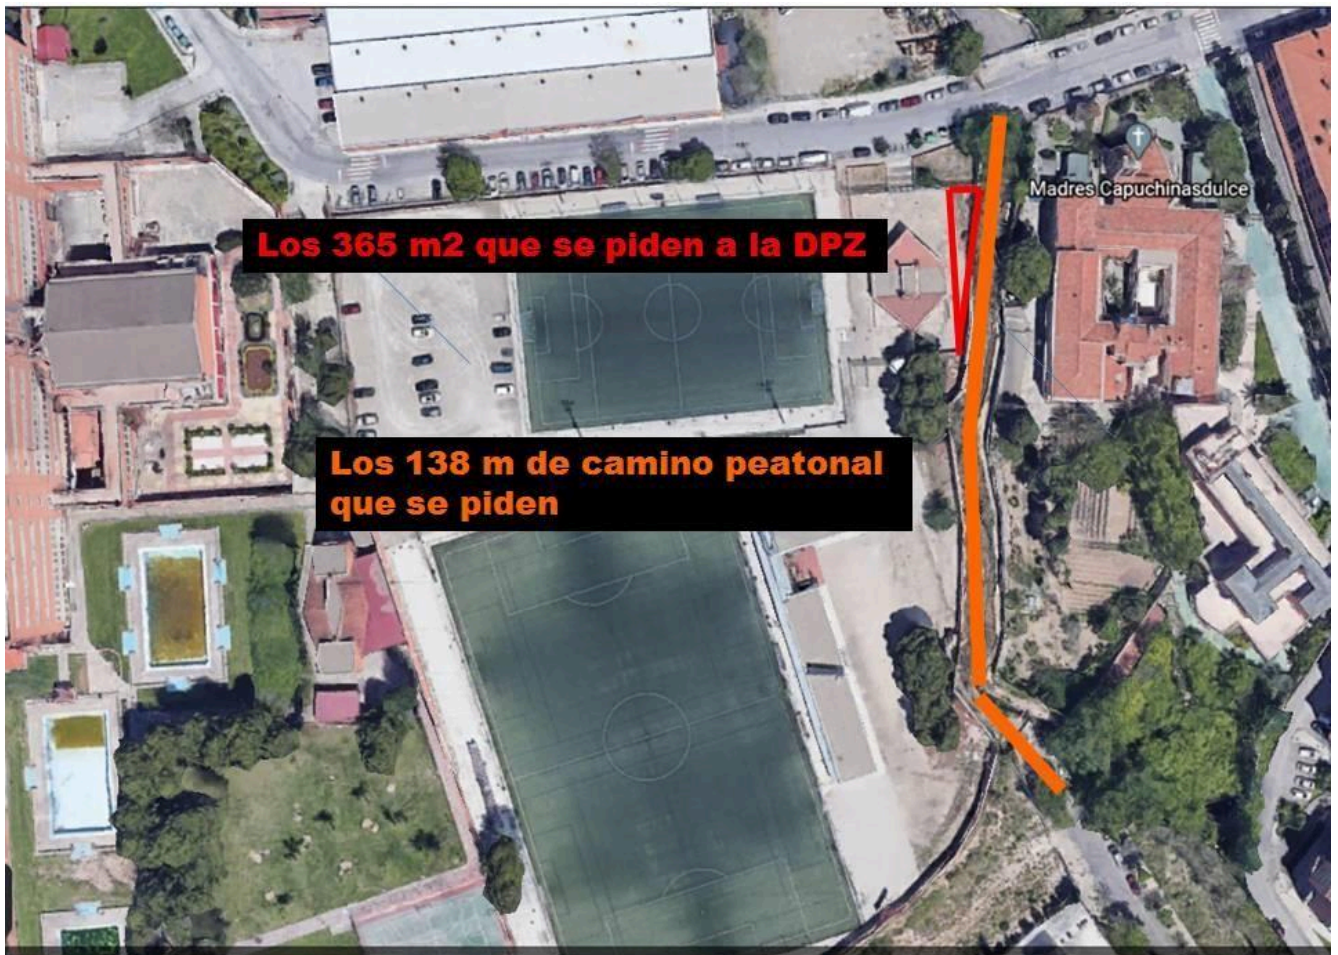 Madres Capuchinasdulce
Los 365 m2 que se piden a la DPZ
Los 138 m de camino peatonal
que se piden